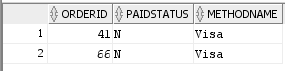 ORDERID PAIDSTATUS METHODNAME
1 41 N Visa
2 66 N Visa